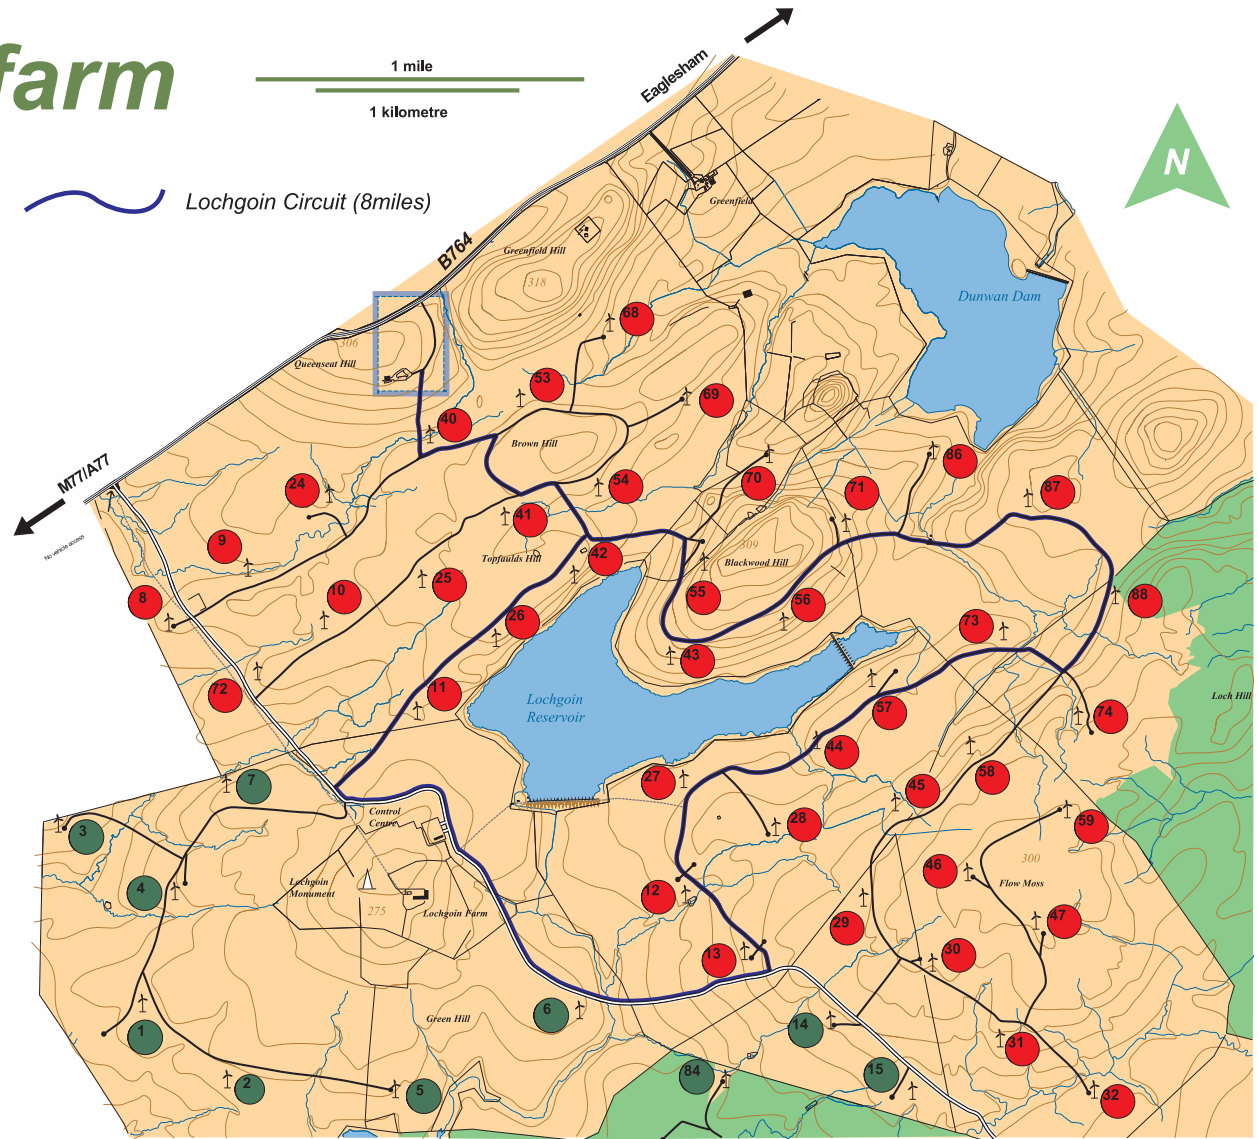 farm
1 mile
1 kilometre
Lochgoin Circuit (8miles)
Eaglesham
N
B764
M77/A77
No vehicle access
Greenfield
Greenfield Hill
318
Dunwan Dam
306
Queenseat Hill
68
53
69
40
Brown Hill
86
24
54
70
71
87
41
9
Topfaulds Hill
42
309
Blackwood Hill
25
10
8
55
56
88
26
73
43
72
11
Lochgoin
Reservoir
Loch Hill
57
74
44
7
27
58
45
Control
Centre
28
59
3
300
46
Flow Moss
4
Lochgoin
Monument
12
275
Lochgoin Farm
47
29
13
30
6
Green Hill
14
1
31
84
15
2
5
32